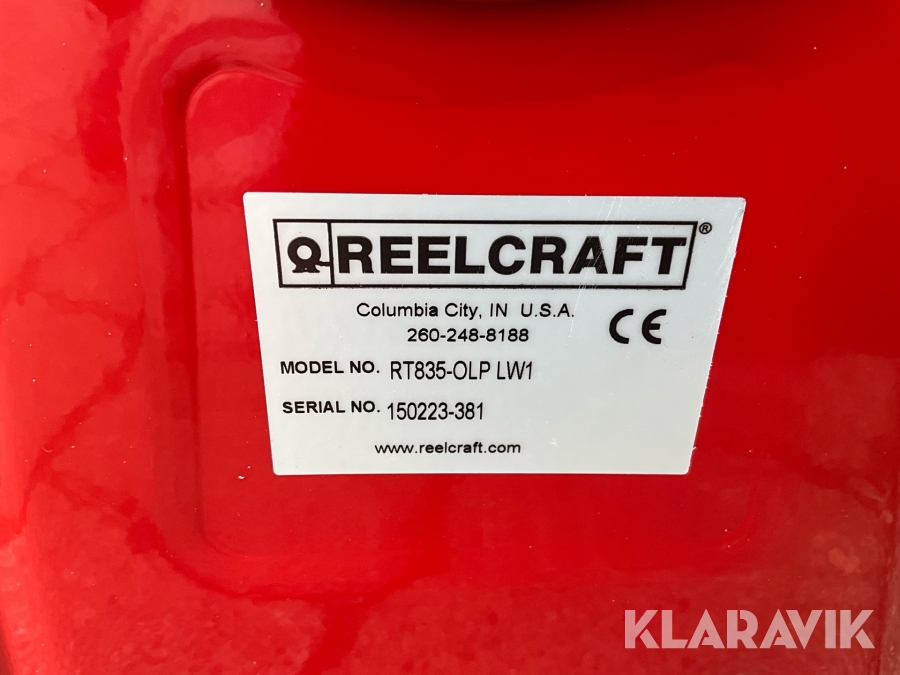 REELCRAFT®
Columbia City, IN U.S.A.
260-248-8188
CE
MODEL NO. RT835-OLP LW1
SERIAL NO. 150223-381
www.reelcraft.com
KLARAVIK